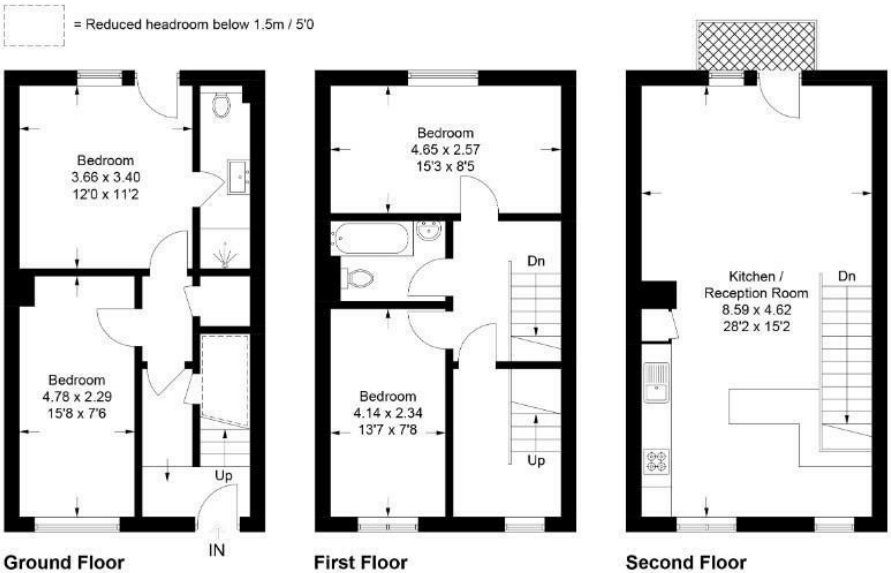 = Reduced headroom below 1.5m / 5'0
Bedroom
3.66 x 3.40
12'0 x 11'2
Bedroom
4.78 x 2.29
15'8 x 7'6
Up
IN
Ground Floor
Bedroom
4.65 x 2.57
15'3 x 8'5
Dn
Bedroom
4.14 x 2.34
13'7 x 7'8
Up
First Floor
Kitchen /
Reception Room
8.59 x 4.62
28'2 x 15'2
Dn
Second Floor